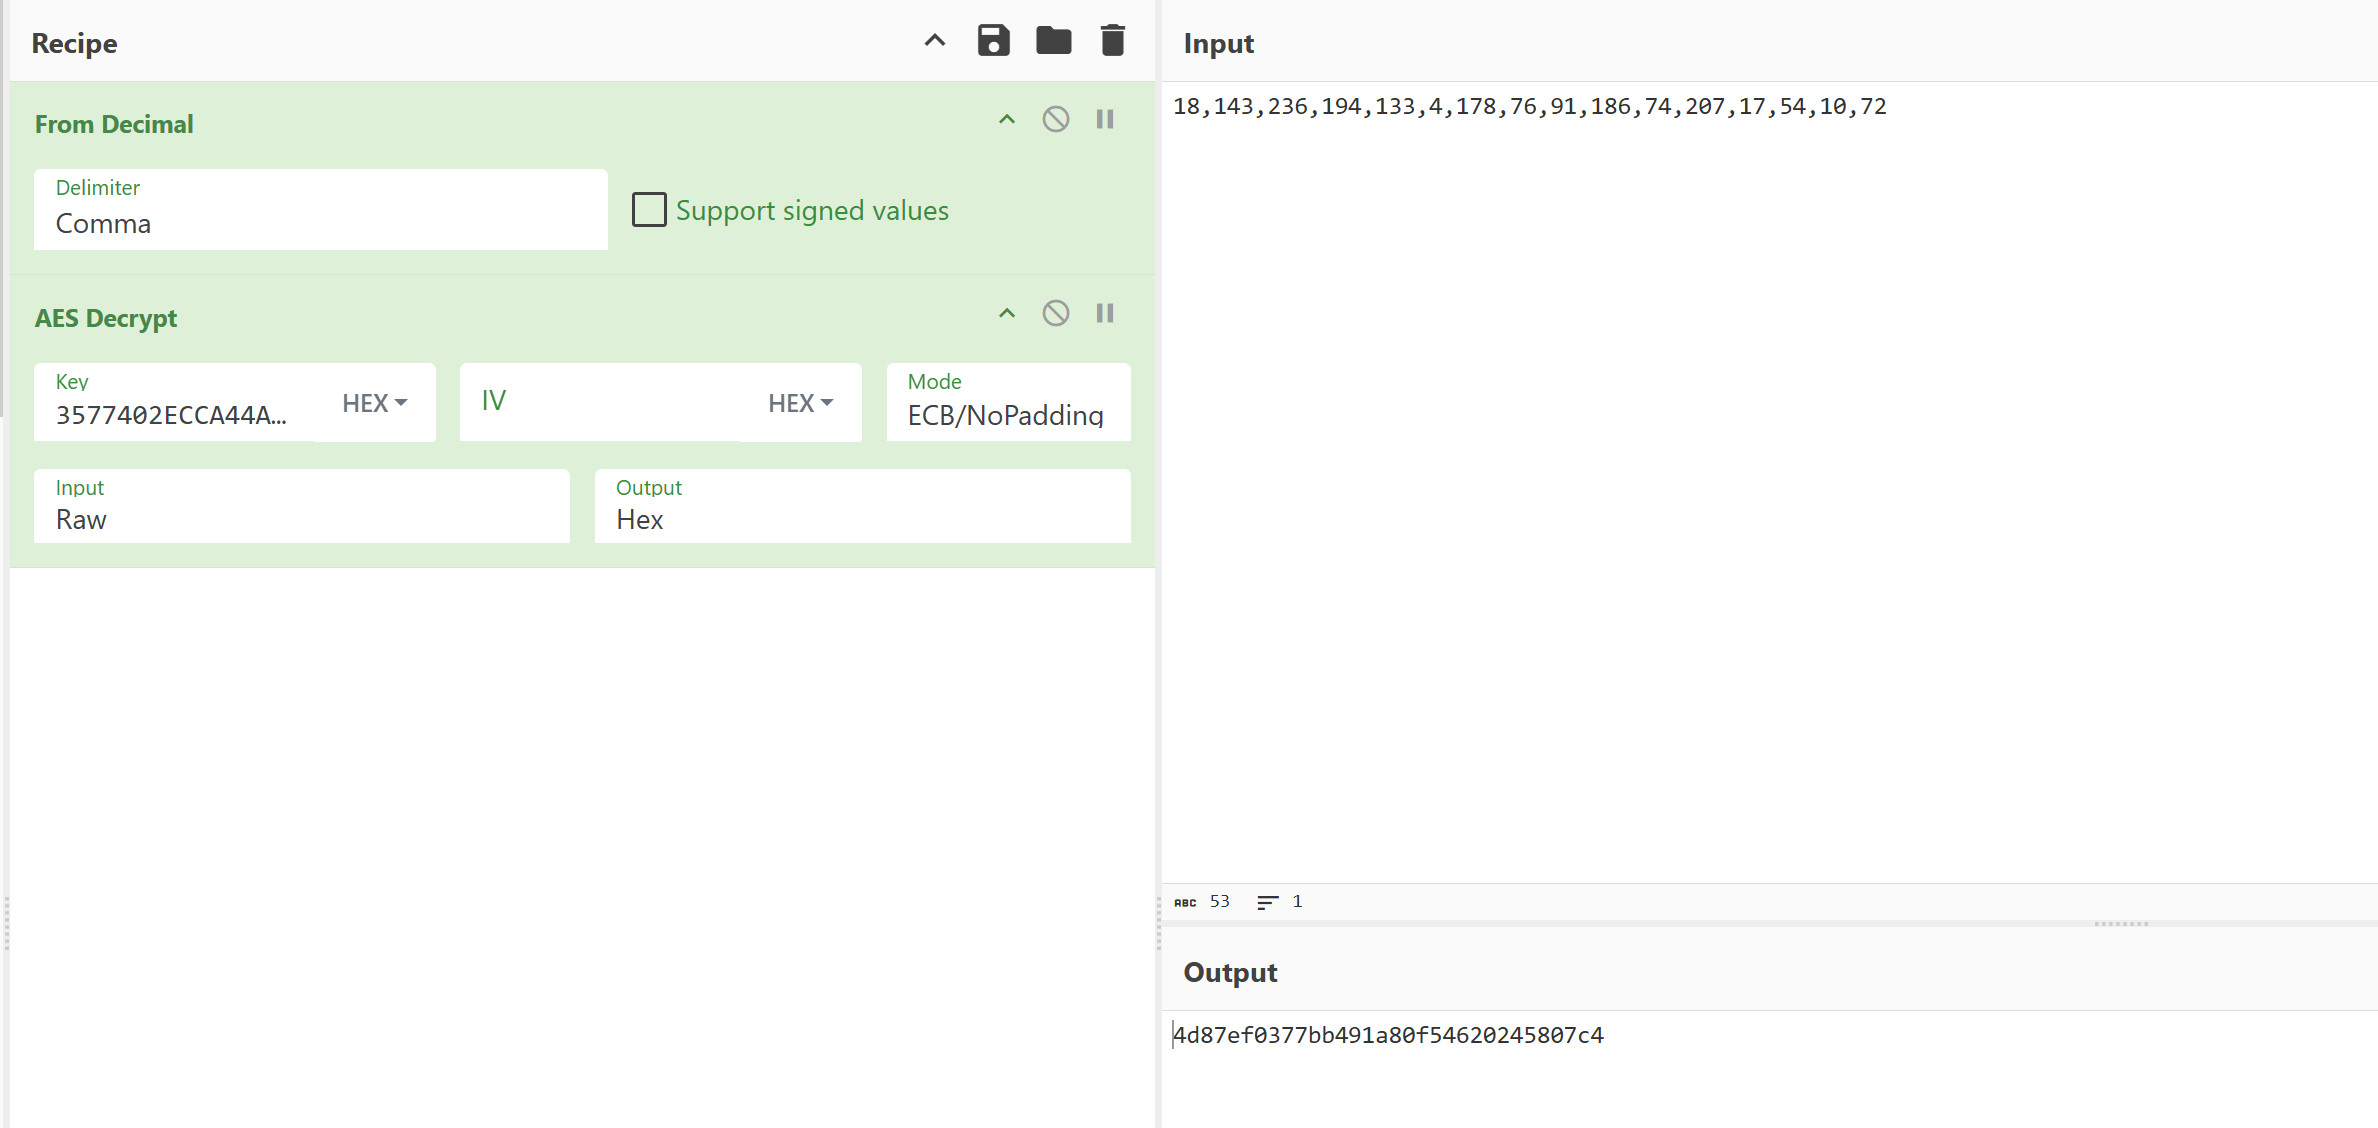 Recipe
From Decimal
Delimiter
Comma
Support signed values
AES Decrypt
Key
3577402ECCA44A...
HEX
IV
HEX
Mode
ECB/NoPadding
Input
Raw
Output
Hex
Input
18,143,236,194,133,4,178,76,91,186,74,207,17,54,10,72
ABC 53
1
Output
4d87ef0377bb491a80f54620245807c4